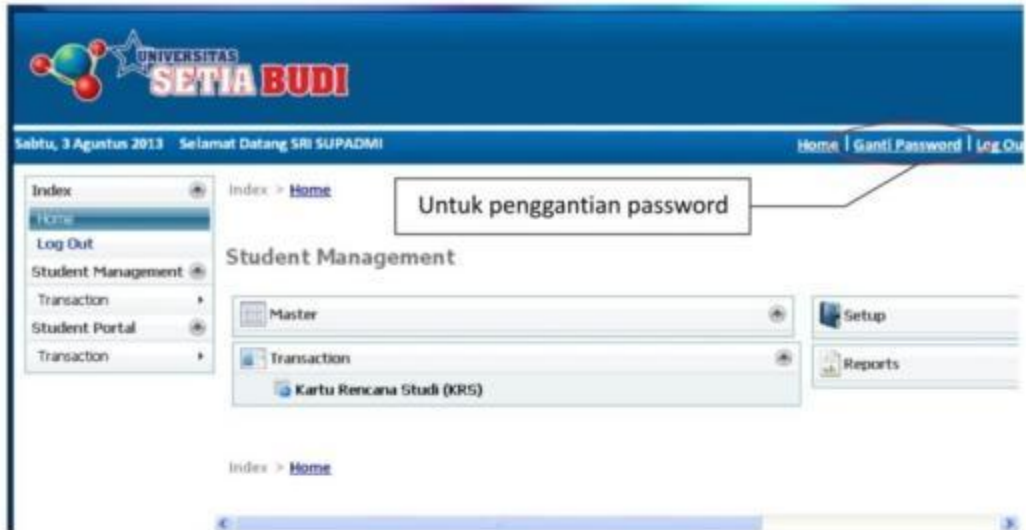 UNIVERSITAS
SETIA BUDI
Sabtu, 3 Agustus 2013 Selamat Datang SRI SUPADMI
Home | Ganti Password | Log Ou
Index
Home
Log Out
Student Management
Transaction
Student Portal
Transaction
Index > Home
Untuk penggantian password
Student Management
Master
Transaction
Kartu Rencana Studi (KRS)
Setup
Reports
Index > Home